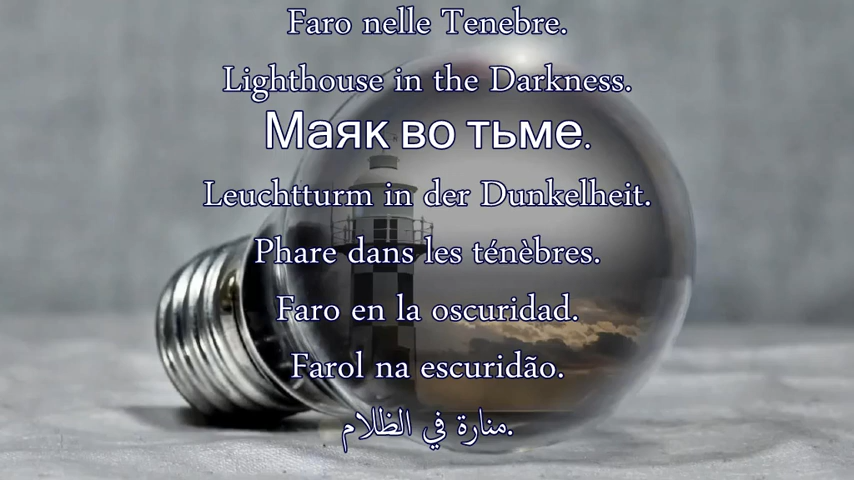 Faro nelle Tenebre.
Lighthouse in the Darkness.
Маяк во тьме.
Leuchtturm in der Dunkelheit.
Phare dans les ténèbres.
Faro en la oscuridad.
Farol na escuridão.
منارة في الظلام.